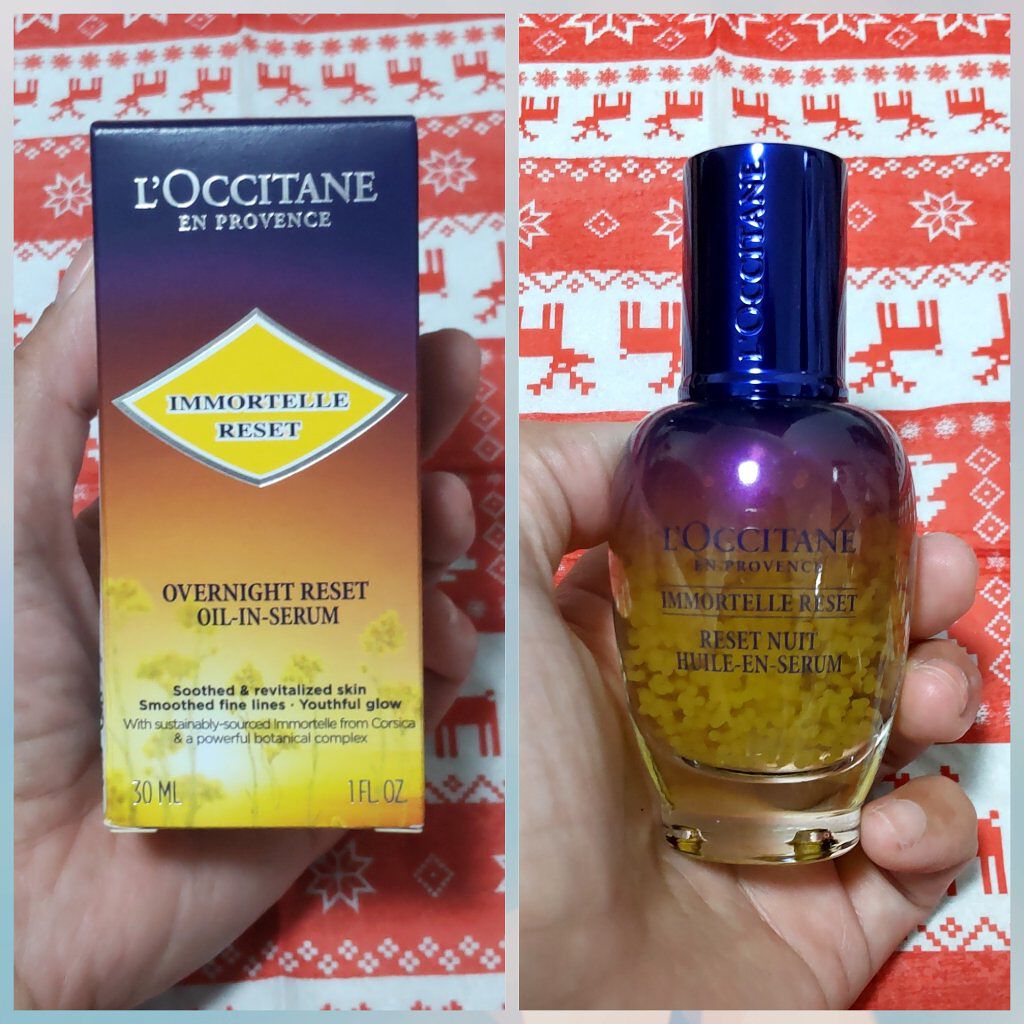 L'OCCITANE
EN PROVENCE
IMMORTELLE
RESET
OVERNIGHT RESET
OIL-IN-SERUM
Soothed & revitalized skin
Smoothed fine lines · Youthful glow
With sustainably-sourced Immortelle from Corsica
& a powerful botanical complex
30 ML 1 FL. OZ.
L'OCCITANE
L'OCCITANE
EN PROVENCE
IMMORTELLE RESET
RESET NUIT
HUILE-EN-SERUM